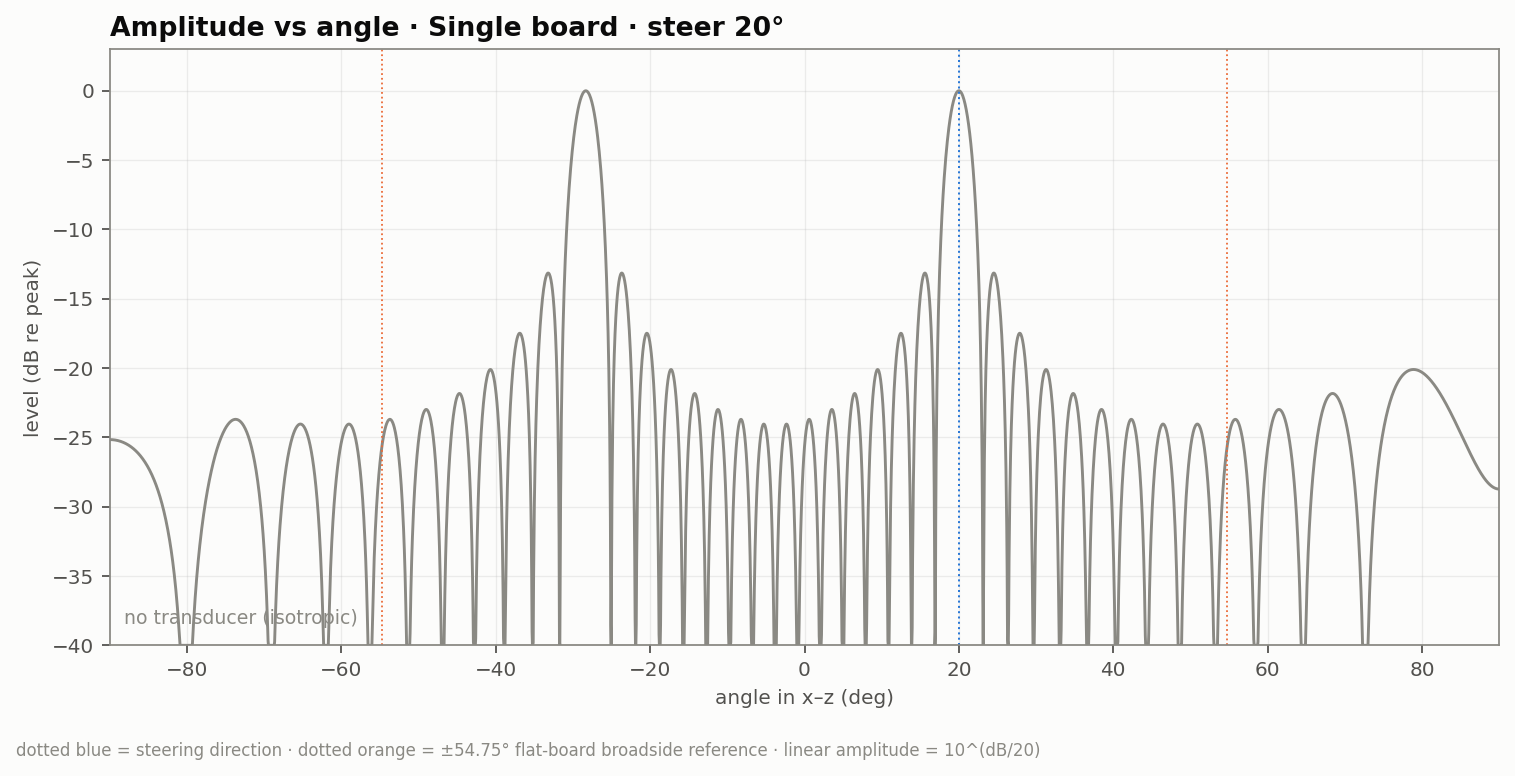 Amplitude vs angle · Single board · steer 20°
level (dB re peak)
0
−5
−10
−15
−20
−25
−30
−35
−40
no transducer (isotropic)
−80 −60 −40 −20 0 20 40 60 80
angle in x–z (deg)
dotted blue = steering direction · dotted orange = ±54.75° flat-board broadside reference · linear amplitude = 10^(dB/20)